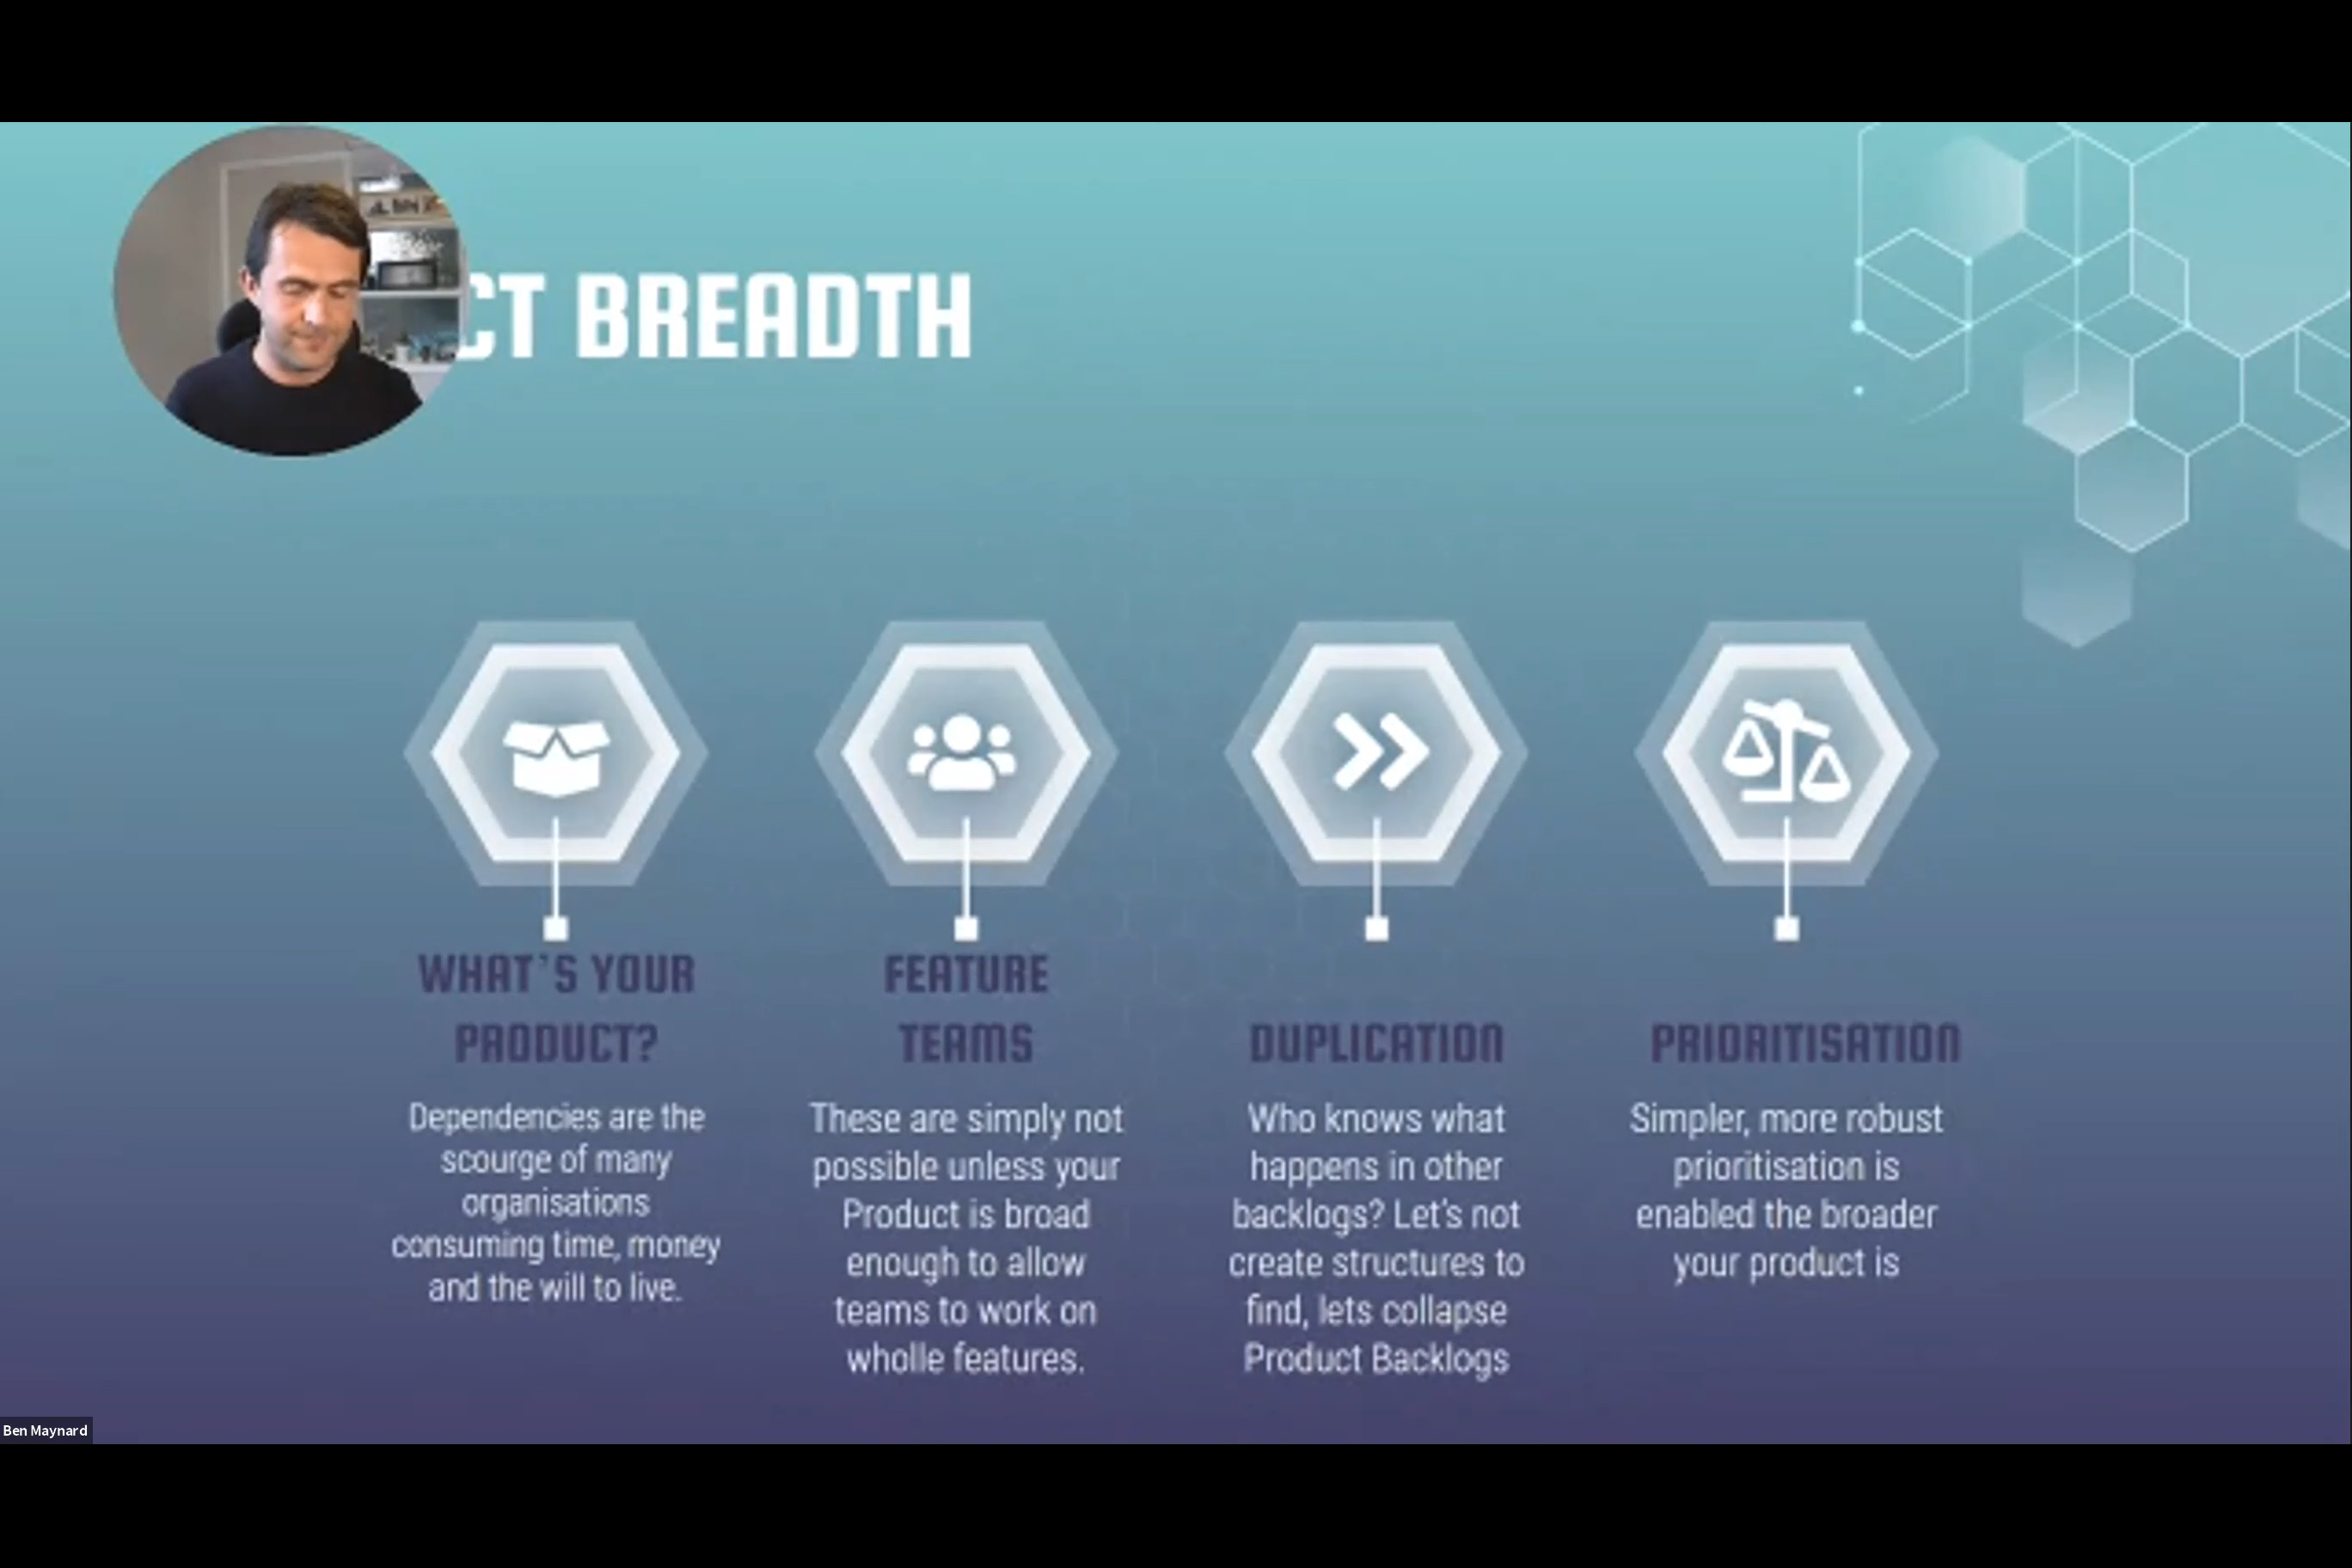 CT BREADTH
WHAT'S YOUR
PRODUCT?
Dependencies are the
scourge of many
organisations
consuming time, money
and the will to live.
FEATURE
TEAMS
These are simply not
possible unless your
Product is broad
enough to allow
teams to work on
wholle features.
DUPLICATION
Who knows what
happens in other
backlogs? Let's not
create structures to
find, lets collapse
Product Backlogs
PRIORITISATION
Simpler, more robust
prioritisation is
enabled the broader
your product is
Ben Maynard